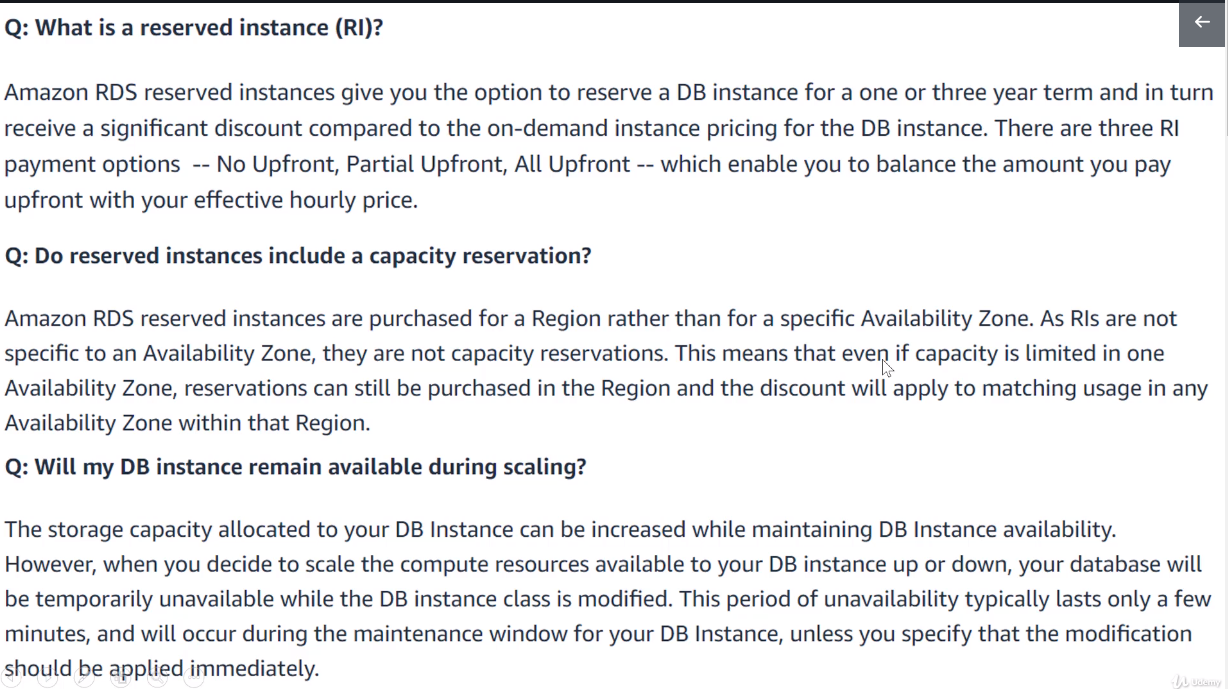 Q: What is a reserved instance (RI)?
Amazon RDS reserved instances give you the option to reserve a DB instance for a one or three year term and in turn
receive a significant discount compared to the on-demand instance pricing for the DB instance. There are three RI
payment options -- No Upfront, Partial Upfront, All Upfront -- which enable you to balance the amount you pay
upfront with your effective hourly price.
Q: Do reserved instances include a capacity reservation?
Amazon RDS reserved instances are purchased for a Region rather than for a specific Availability Zone. As RIs are not
specific to an Availability Zone, they are not capacity reservations. This means that even if capacity is limited in one
Availability Zone, reservations can still be purchased in the Region and the discount will apply to matching usage in any
Availability Zone within that Region.
Q: Will my DB instance remain available during scaling?
The storage capacity allocated to your DB Instance can be increased while maintaining DB Instance availability.
However, when you decide to scale the compute resources available to your DB instance up or down, your database will
be temporarily unavailable while the DB instance class is modified. This period of unavailability typically lasts only a few
minutes, and will occur during the maintenance window for your DB Instance, unless you specify that the modification
should be applied immediately.
Udemy